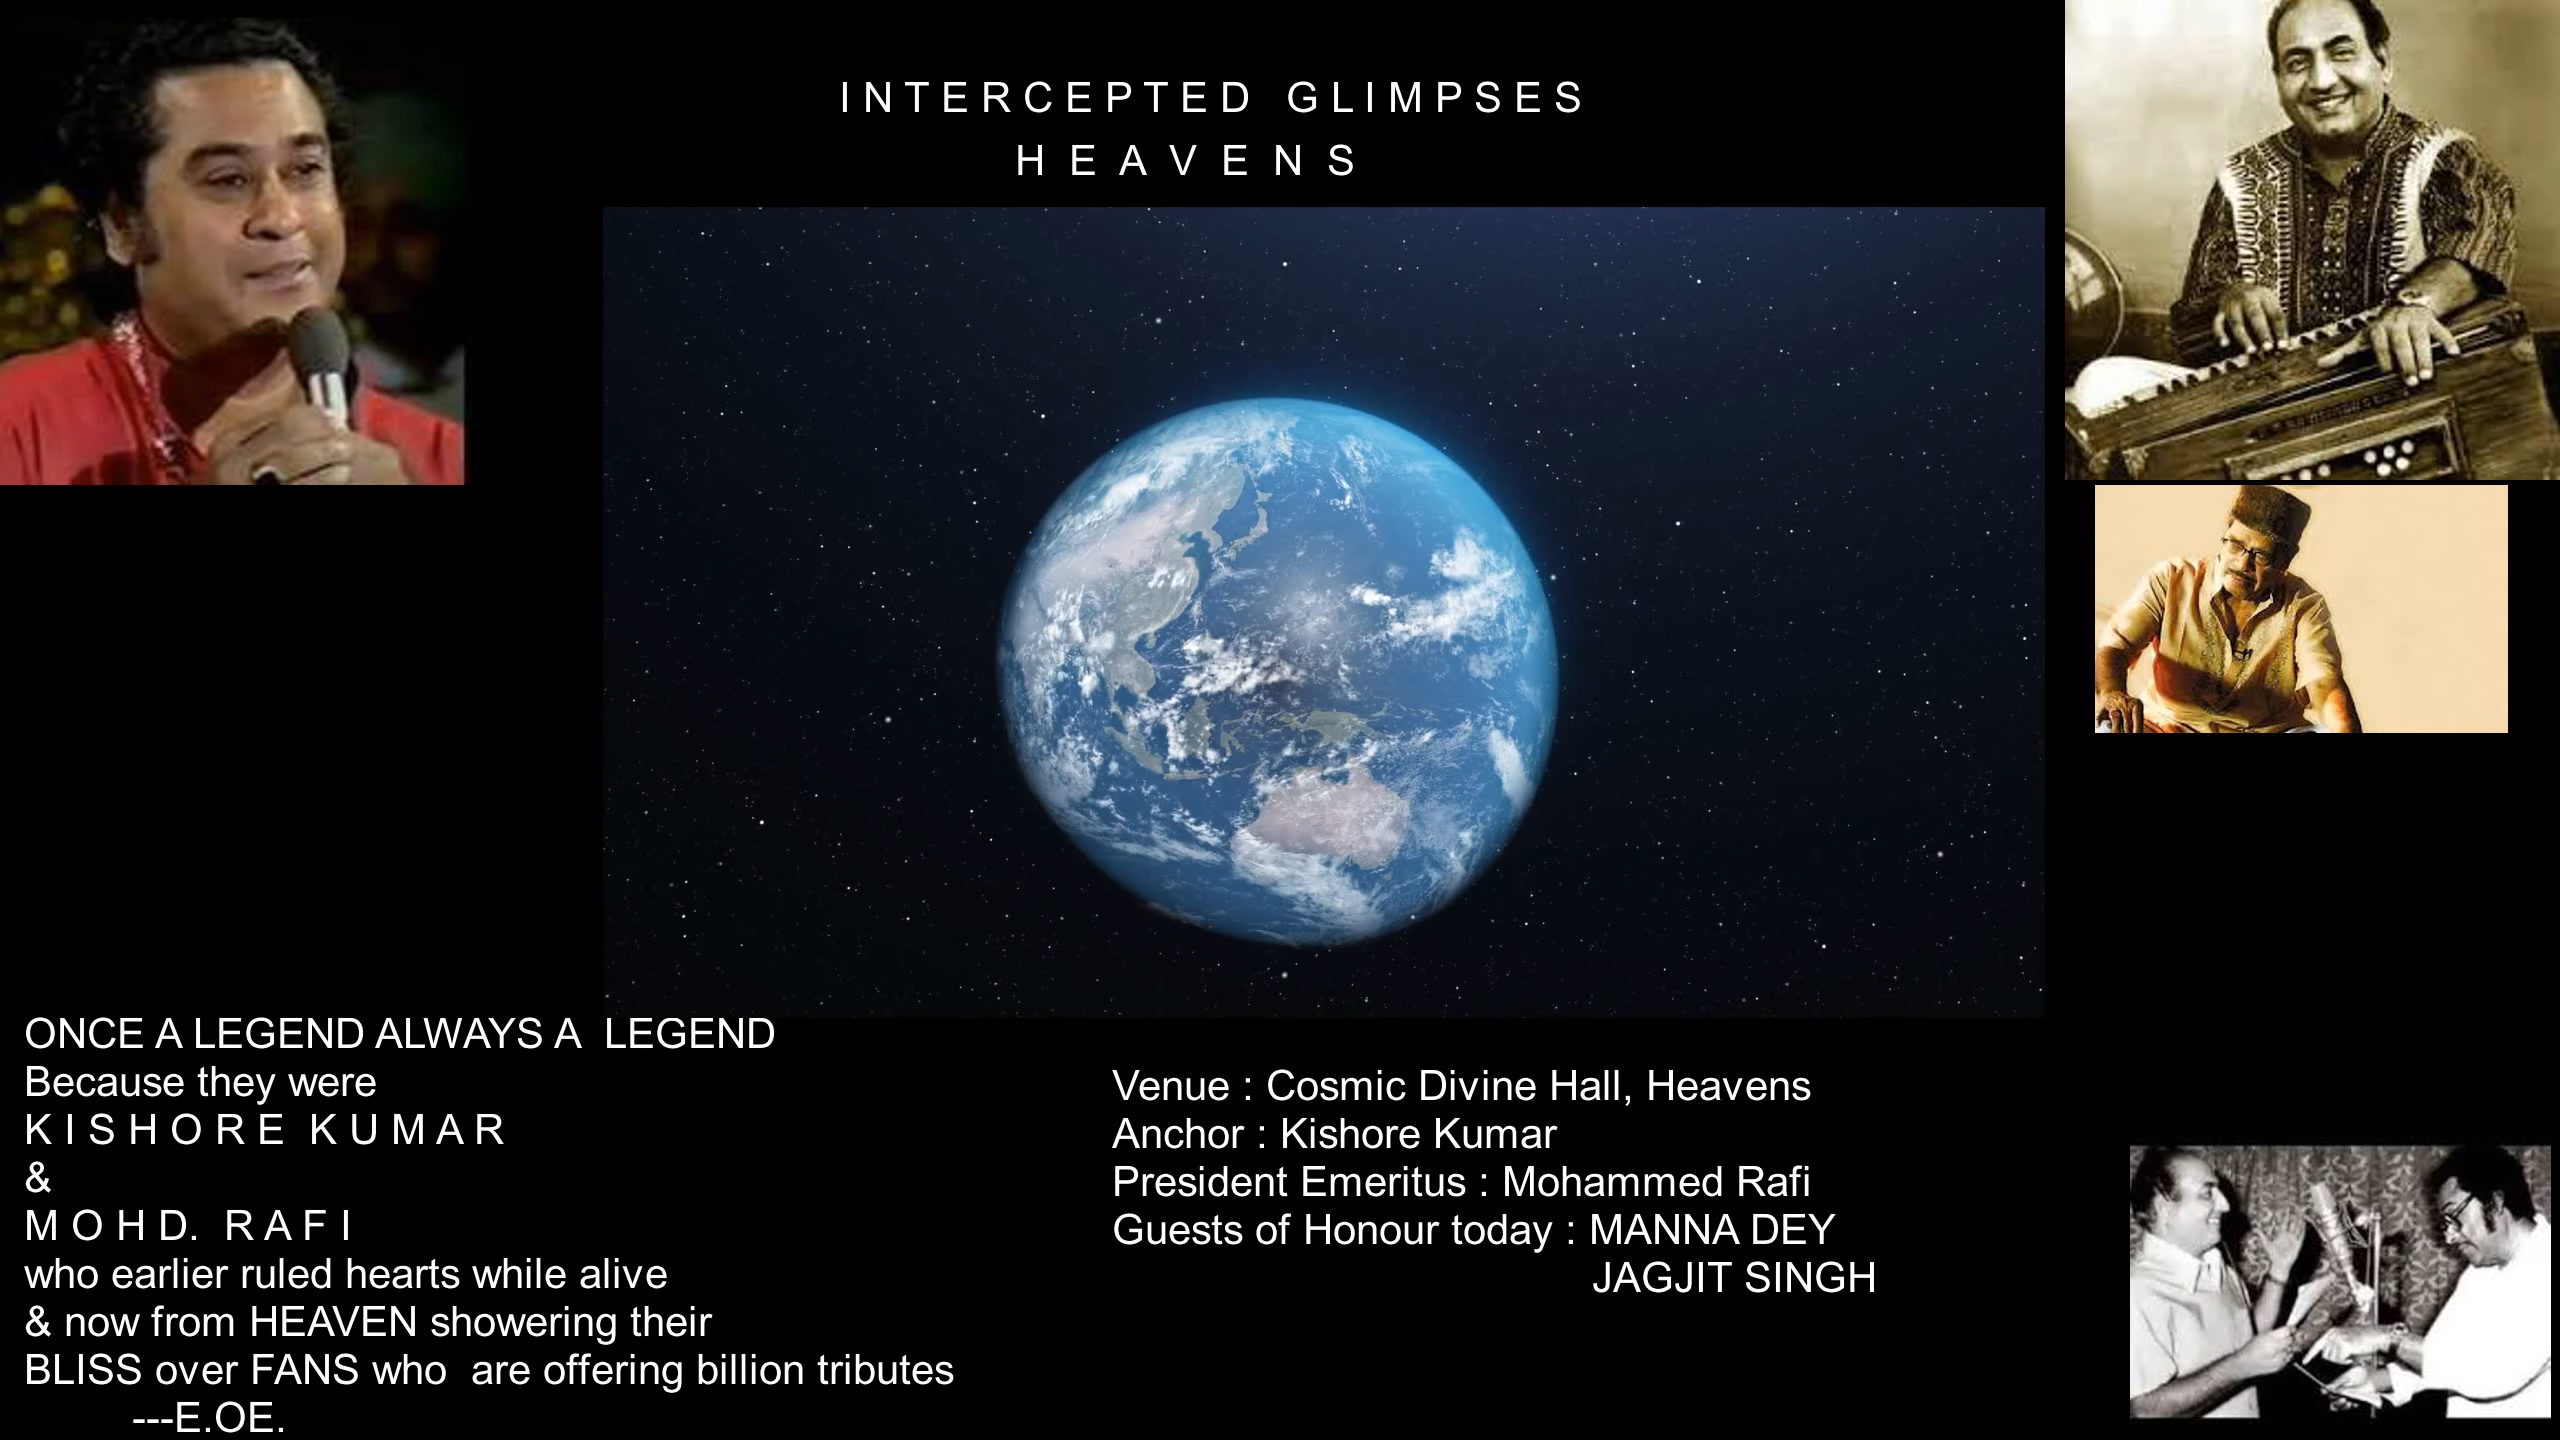 INTERCEPTED GLIMPSES
HEAVENS
ONCE A LEGEND ALWAYS A LEGEND
Because they were
KISHORE KUMAR
&
MOHD. RAFI
who earlier ruled hearts while alive
& now from HEAVEN showering their
BLISS over FANS who are offering billion tributes
---E.OE.
Venue : Cosmic Divine Hall, Heavens
Anchor : Kishore Kumar
President Emeritus : Mohammed Rafi
Guests of Honour today : MANNA DEY
JAGJIT SINGH